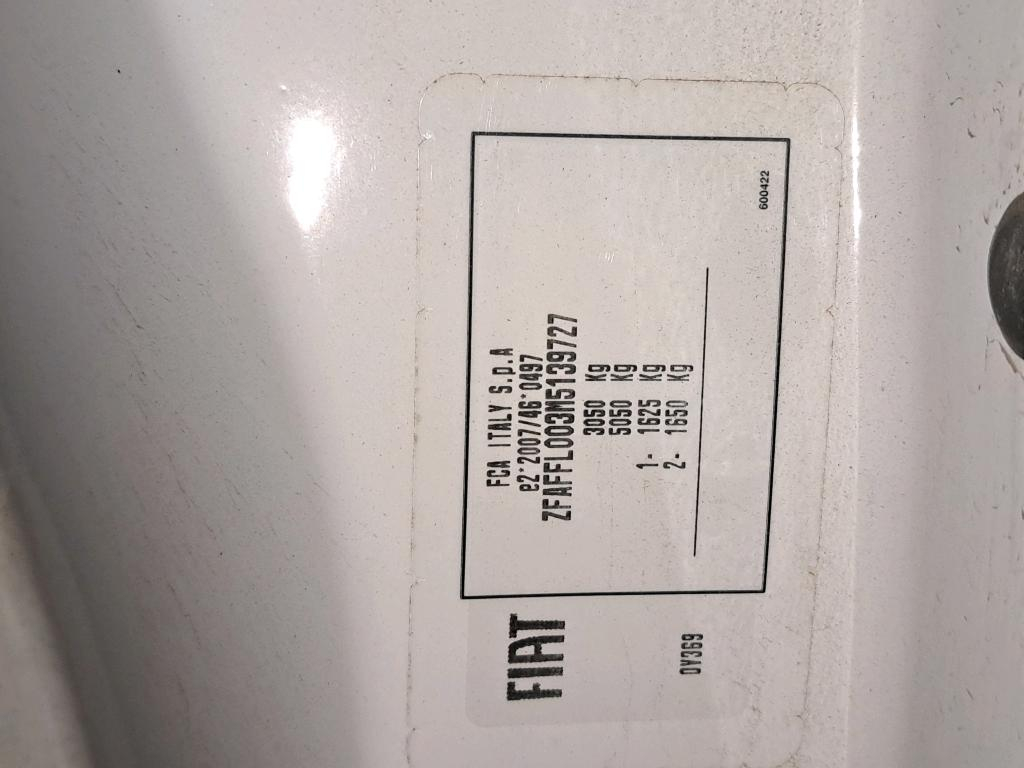 FIAT
FCA ITALY S.p.A
e2*2007/46*0497
ZFAFFL003M5139727
3050 Kg
5050 Kg
1- 1625 Kg
2- 1650 Kg
0V369
600422